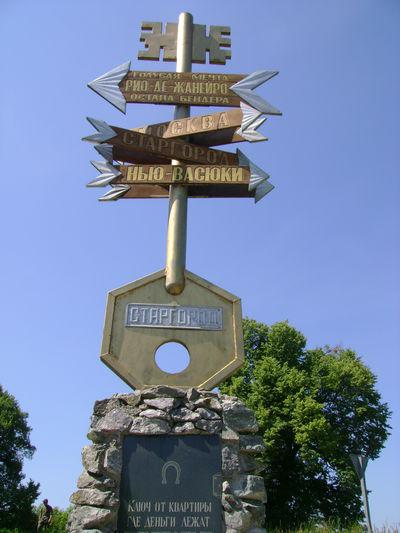 ГОЛУБАЯ МЕЧТА
РИО-ДЕ-ЖАНЕЙРО
ОСТАПА БЕНДЕРА
МОСКВА
СТАРГОРОД
НЬЮ-ВАСЮКИ
СТАРГОРОД
КЛЮЧ ОТ КВАРТИРЫ,
ГДЕ ДЕНЬГИ ЛЕЖАТ